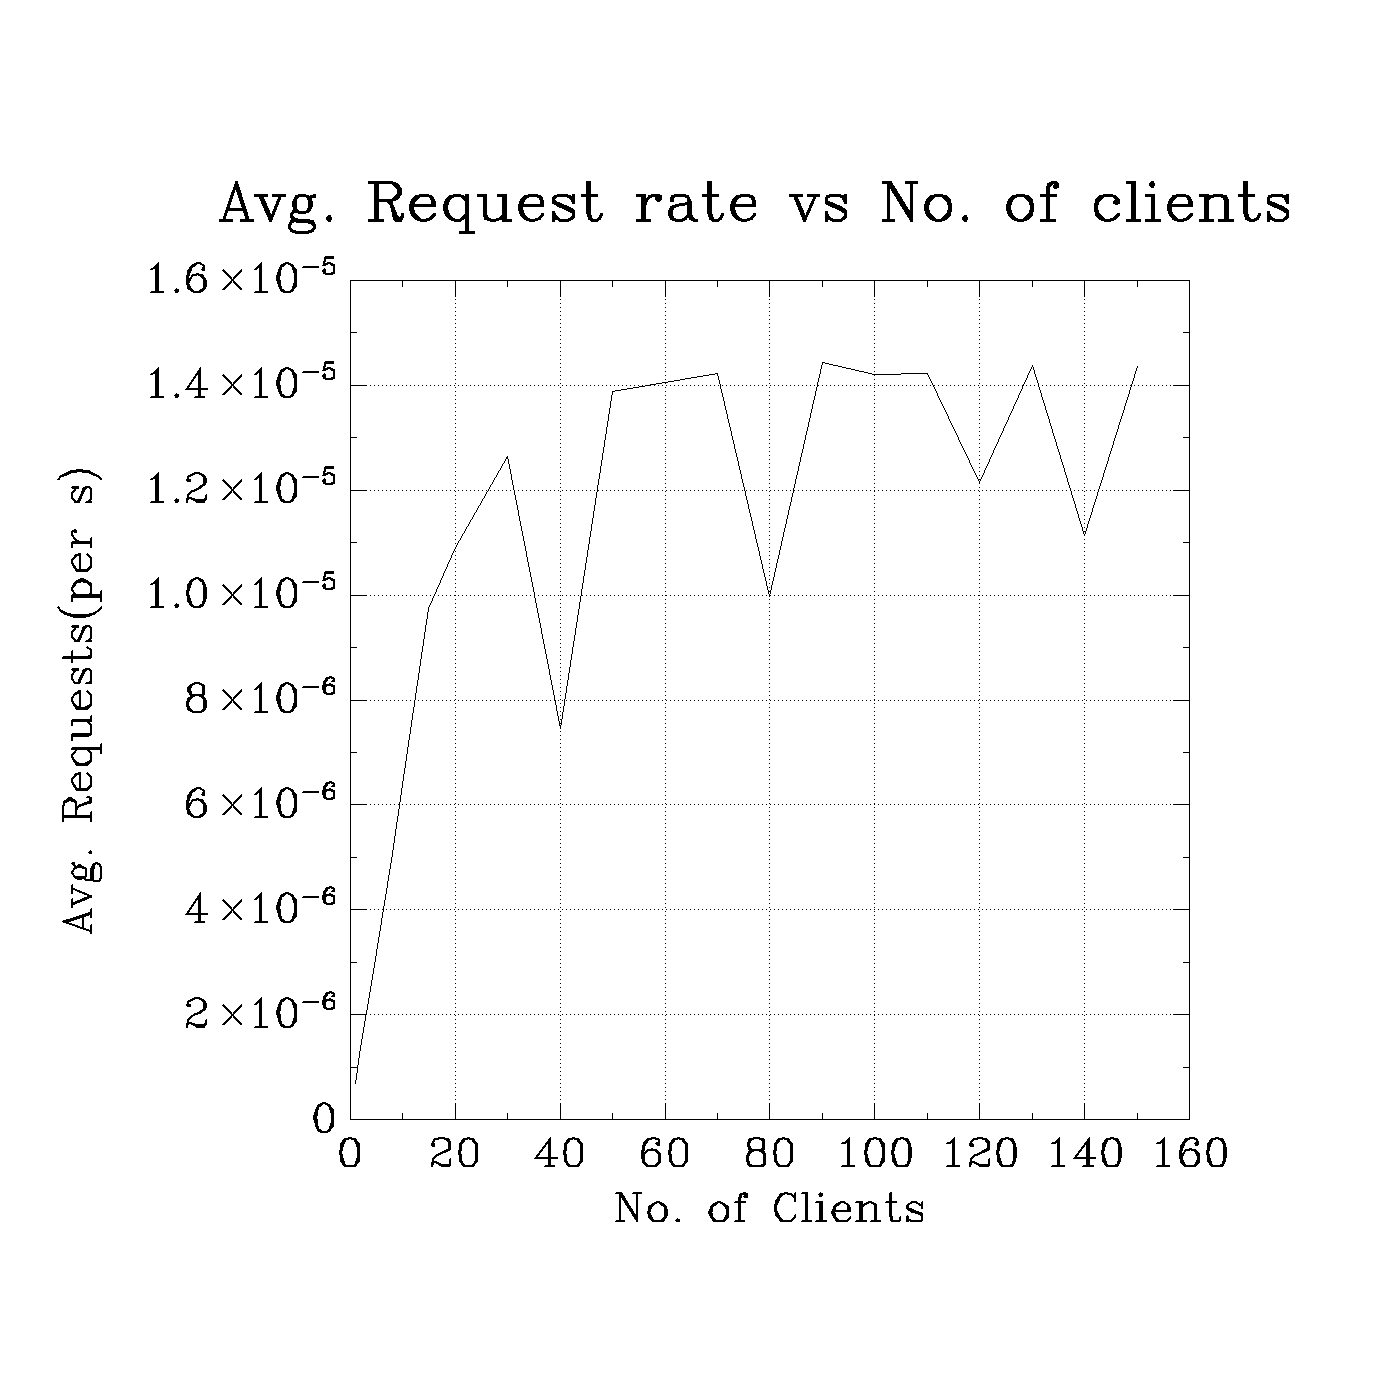 Avg. Request rate vs No. of clients
1.6×10⁻⁵
1.4×10⁻⁵
1.2×10⁻⁵
1.0×10⁻⁵
8×10⁻⁶
6×10⁻⁶
4×10⁻⁶
2×10⁻⁶
0
Avg. Requests(per s)
0 20 40 60 80 100 120 140 160
No. of Clients